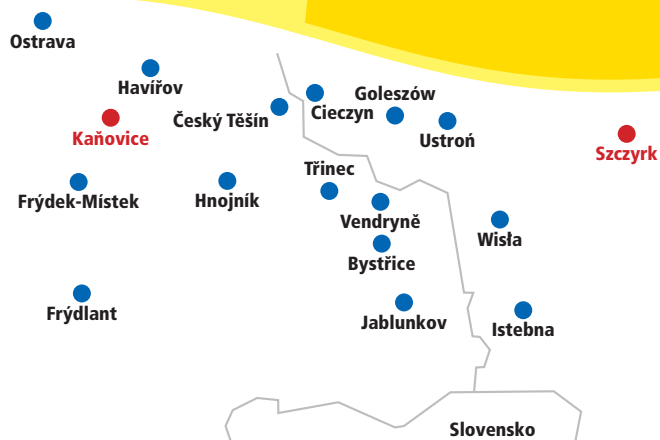 Ostrava
Havířov
Goleszów
Český Těšín
Cieczyn
Kaňovice
Ustroń
Szczyrk
Třinec
Frýdek-Místek
Hnojník
Vendryně
Wisła
Bystřice
Frýdlant
Jablunkov
Istebna
Slovensko